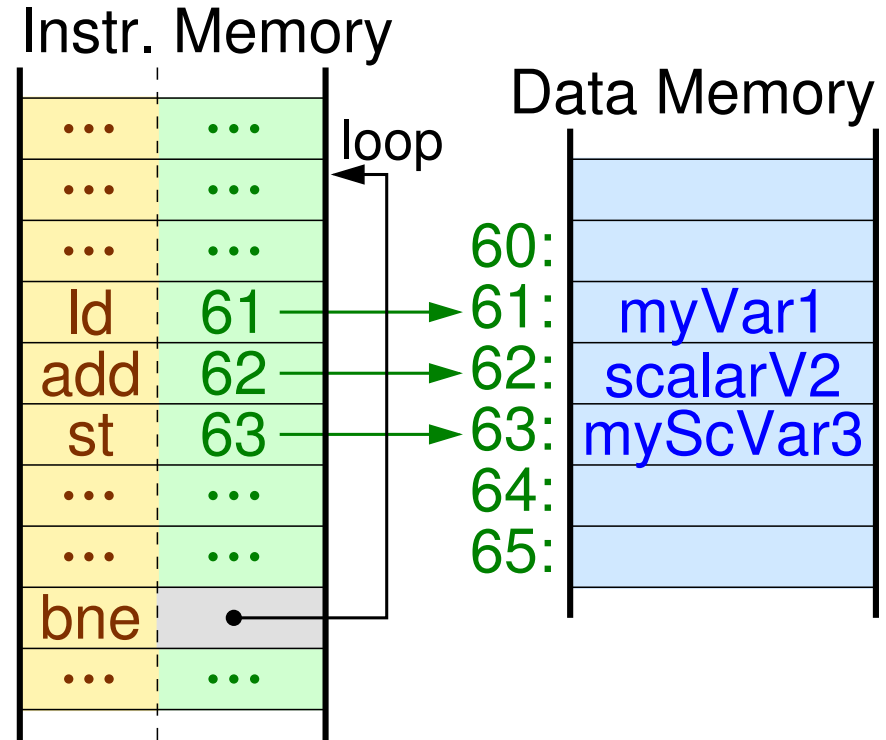 Instr. Memory
Data Memory
loop
... ...
... ...
... ...
ld 61
add 62
st 63
... ...
... ...
bne
... ...
60:
61: myVar1
62: scalarV2
63: myScVar3
64:
65: